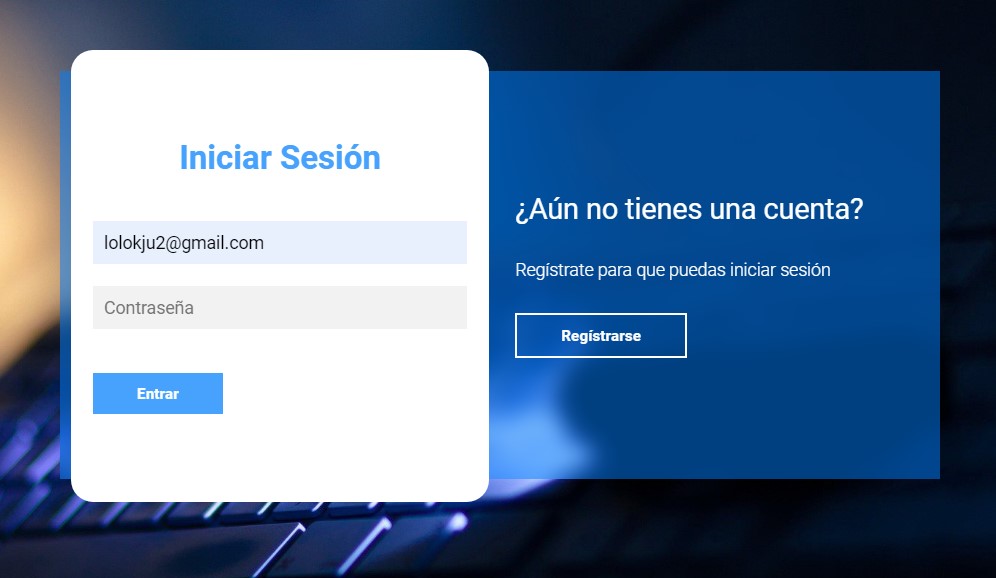 Iniciar Sesión
lolokju2@gmail.com
Contraseña
Entrar
¿Aún no tienes una cuenta?
Regístrate para que puedas iniciar sesión
Regístrarse